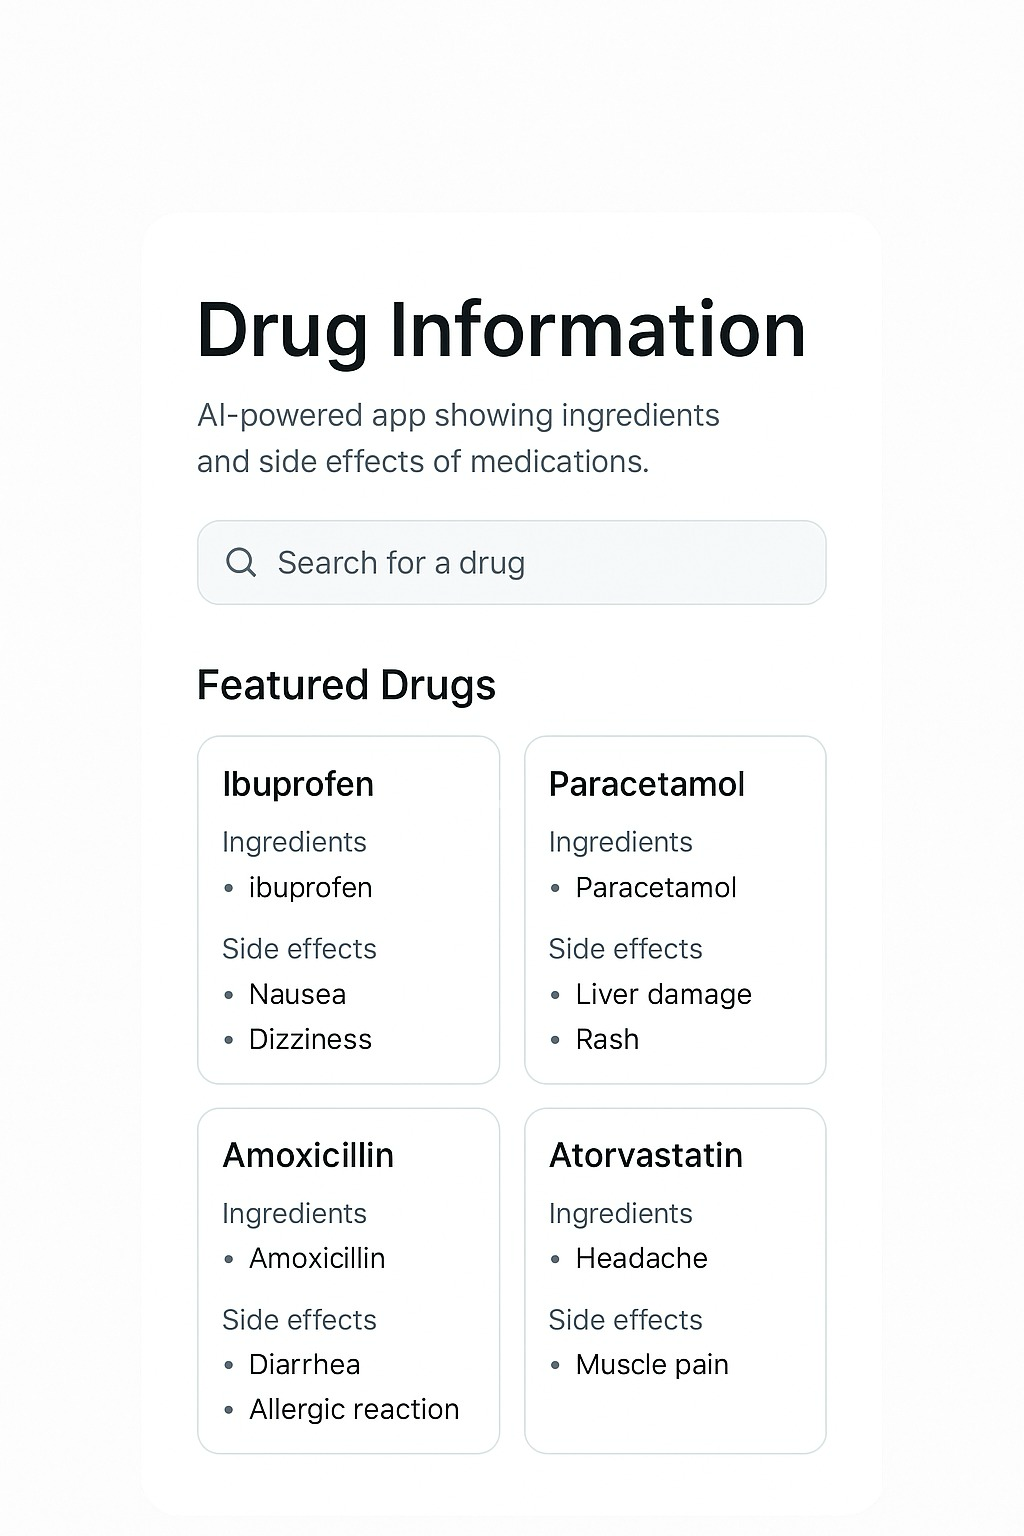 Drug Information
AI-powered app showing ingredients
and side effects of medications.
Search for a drug
Featured Drugs
Ibuprofen
Ingredients
• ibuprofen
Side effects
• Nausea
• Dizziness
Paracetamol
Ingredients
• Paracetamol
Side effects
• Liver damage
• Rash
Amoxicillin
Ingredients
• Amoxicillin
Side effects
• Diarrhea
• Allergic reaction
Atorvastatin
Ingredients
• Headache
Side effects
• Muscle pain